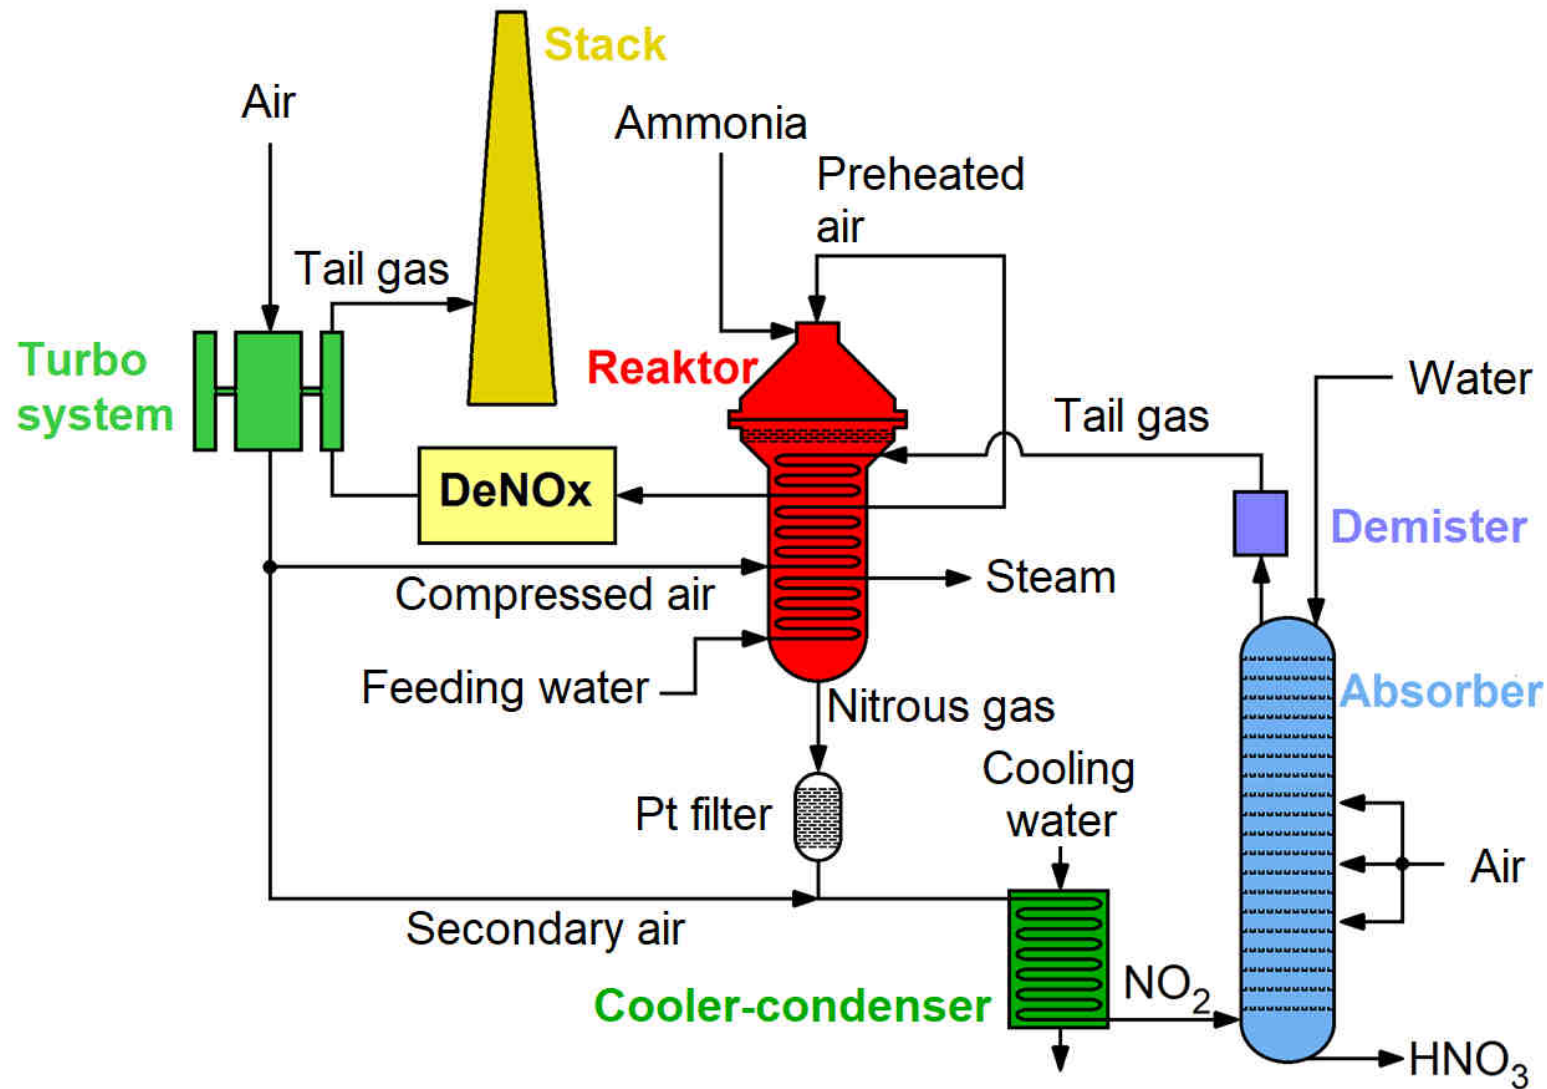 Stack
Air
Ammonia
Preheated
air
Tail gas
Turbo
system
Reaktor
Water
Tail gas
DeNOx
Demister
Compressed air
Steam
Feeding water
Nitrous gas
Absorber
Cooling
water
Pt filter
Air
Secondary air
Cooler-condenser
NO₂
HNO₃